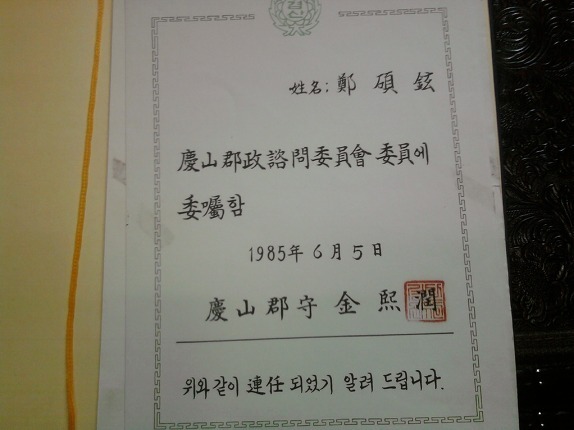 경산
姓名; 鄭碩鉉
慶山郡政諮問委員會 委員에
委囑함
1985年 6月 5日
慶山郡守 金熙潤
위와같이 連任 되었기 알려 드립니다.